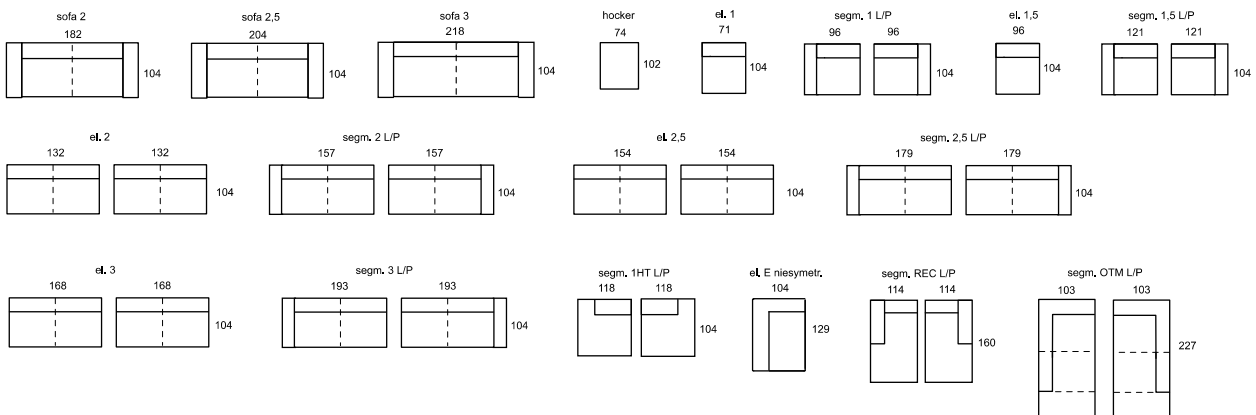 sofa 2
182
104
sofa 2,5
204
104
sofa 3
218
104
hocker
74
102
el. 1
71
104
segm. 1 L/P
96 96
104
el. 1,5
96
104
segm. 1,5 L/P
121 121
104
el. 2
132 132
104
segm. 2 L/P
157 157
104
el. 2,5
154 154
104
segm. 2,5 L/P
179 179
104
el. 3
168 168
104
segm. 3 L/P
193 193
104
segm. 1HT L/P
118 118
104
el. E niesymetr.
104
129
segm. REC L/P
114 114
160
segm. OTM L/P
103 103
227